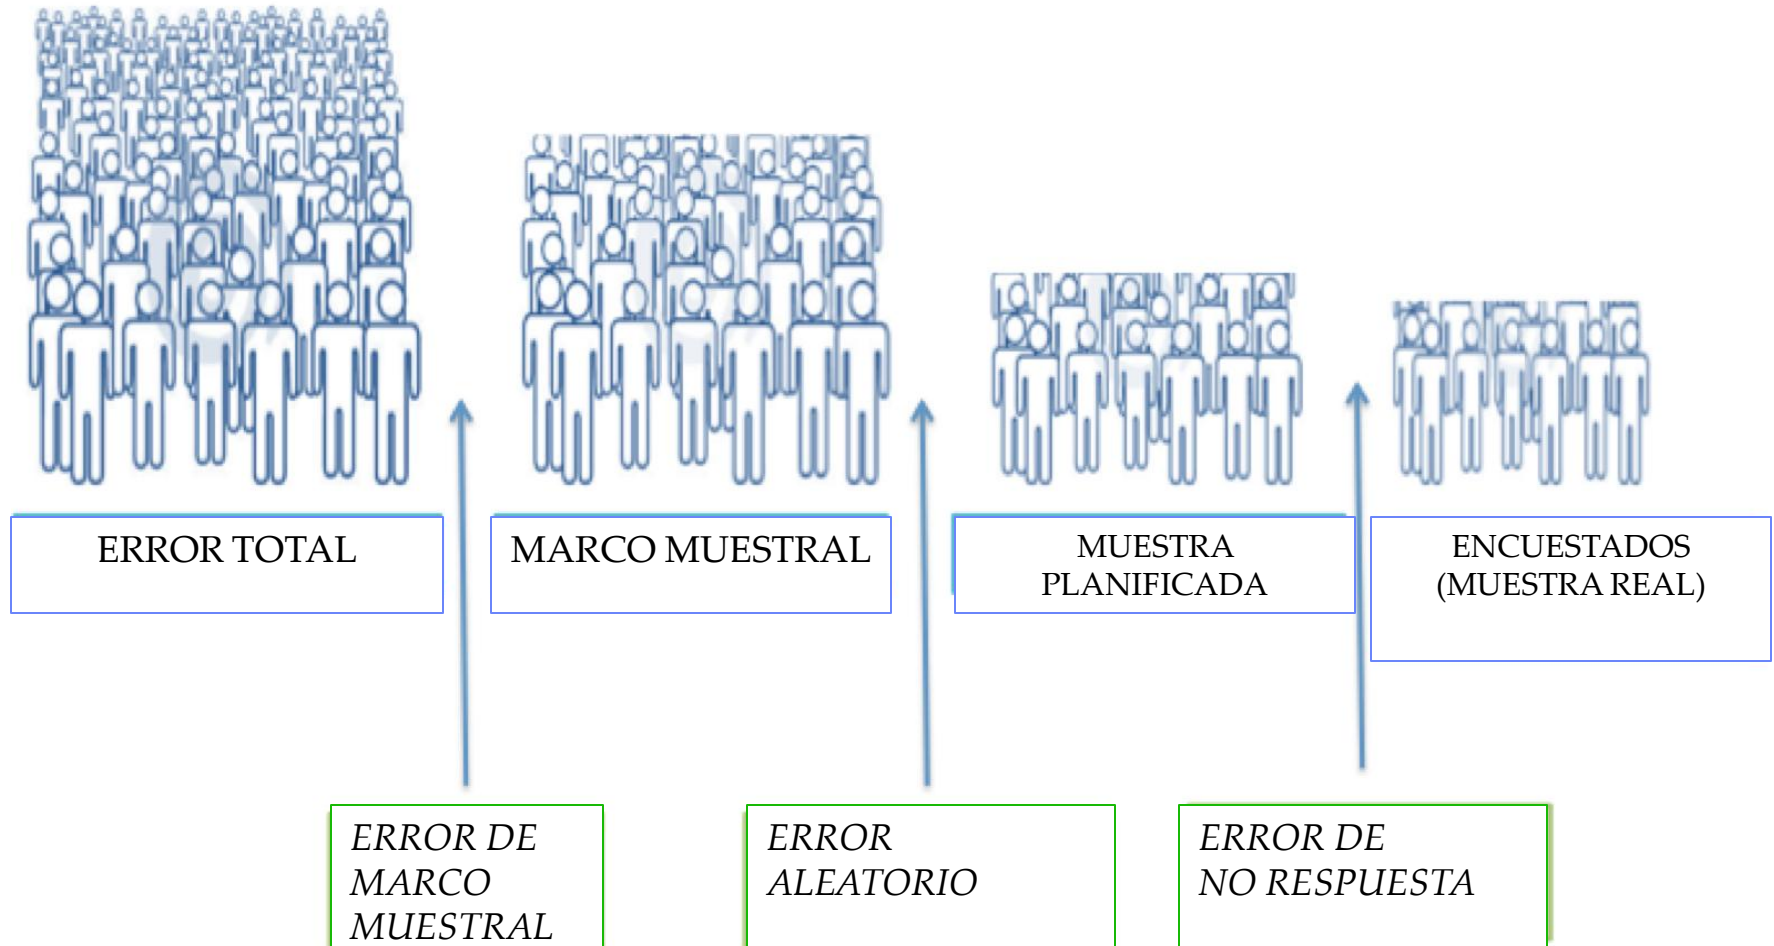 ERROR TOTAL
MARCO MUESTRAL
MUESTRA
PLANIFICADA
ENCUESTADOS
(MUESTRA REAL)
ERROR DE
MARCO
MUESTRAL
ERROR
ALEATORIO
ERROR DE
NO RESPUESTA